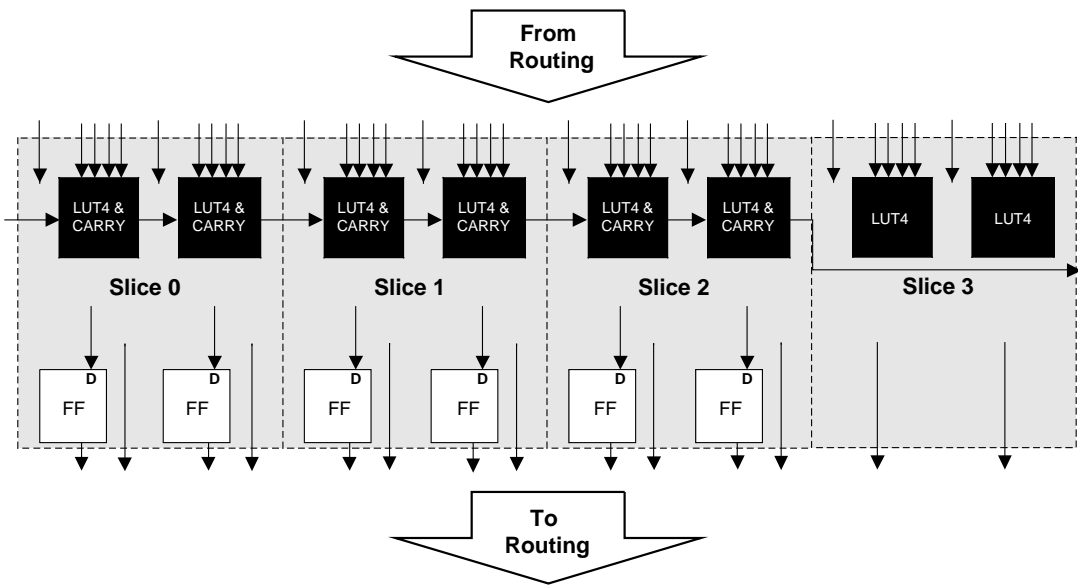 From
Routing
LUT4 &
CARRY
LUT4 &
CARRY
LUT4 &
CARRY
LUT4 &
CARRY
LUT4 &
CARRY
LUT4 &
CARRY
LUT4
LUT4
Slice 0
Slice 1
Slice 2
Slice 3
D
FF
D
FF
D
FF
D
FF
D
FF
D
FF
To
Routing